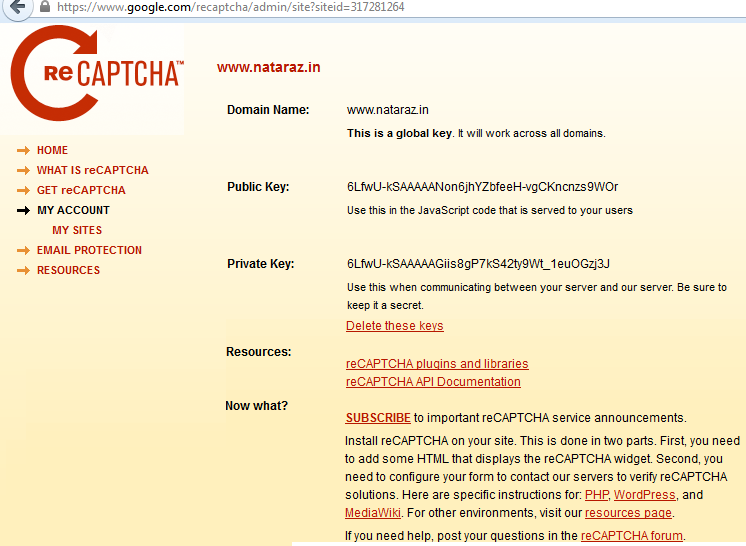 https://www.google.com/recaptcha/admin/site?siteid=317281264
reCAPTCHA™
www.nataraz.in
Domain Name: www.nataraz.in
This is a global key. It will work across all domains.
HOME
WHAT IS reCAPTCHA
GET reCAPTCHA
MY ACCOUNT
MY SITES
EMAIL PROTECTION
RESOURCES
Public Key: 6LfwU-kSAAAAANon6jhYZbfeeH-vgCKncnzs9WOr
Use this in the JavaScript code that is served to your users
Private Key: 6LfwU-kSAAAAAGiis8gP7kS42ty9Wt_1euOGzj3J
Use this when communicating between your server and our server. Be sure to
keep it a secret.
Delete these keys
Resources:
reCAPTCHA plugins and libraries
reCAPTCHA API Documentation
Now what?
SUBSCRIBE to important reCAPTCHA service announcements.
Install reCAPTCHA on your site. This is done in two parts. First, you need
to add some HTML that displays the reCAPTCHA widget. Second, you
need to configure your form to contact our servers to verify reCAPTCHA
solutions. Here are specific instructions for: PHP, WordPress, and
MediaWiki. For other environments, visit our resources page.
If you need help, post your questions in the reCAPTCHA forum.